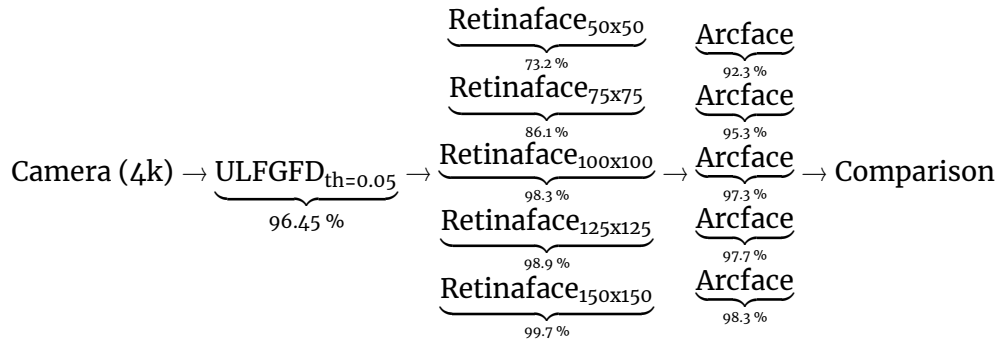 Retinaface50x50
73.2 %
Retinaface75x75
86.1 %
Camera (4k) → ULFGFDth=0.05 → Retinaface100x100 → Arcface → Comparison
96.45 %
98.3 %
Retinaface125x125
98.9 %
Retinaface150x150
99.7 %
Arcface
92.3 %
Arcface
95.3 %
97.3 %
Arcface
97.7 %
Arcface
98.3 %